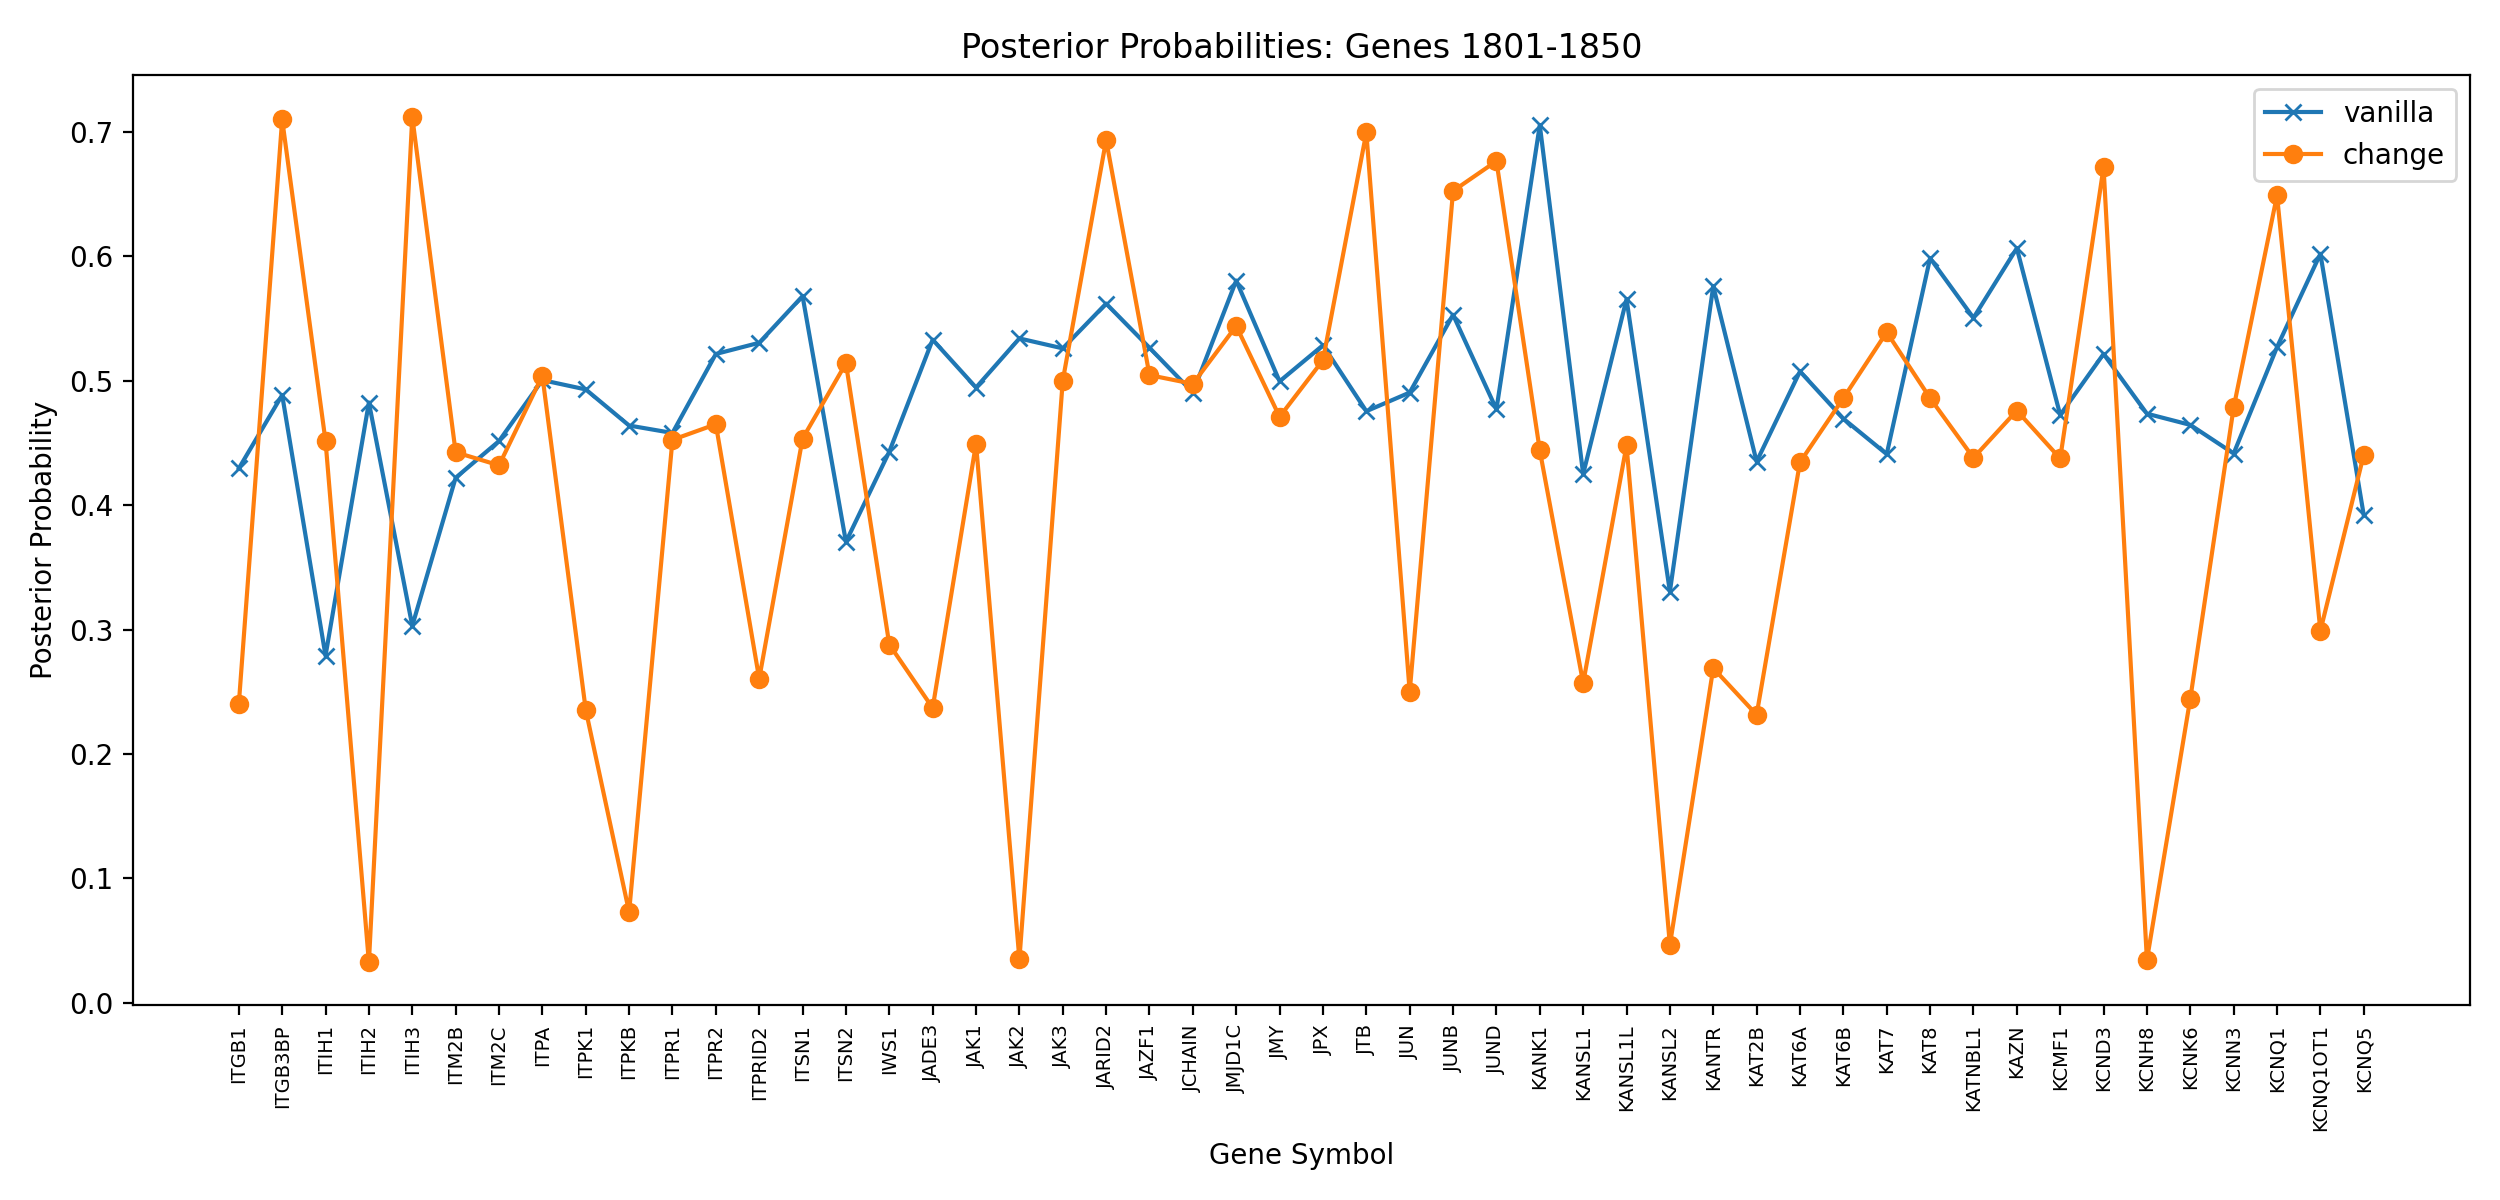 Posterior Probabilities: Genes 1801-1850
vanilla
change
Posterior Probability
0.7
0.6
0.5
0.4
0.3
0.2
0.1
0.0
ITGB1
ITGB3BP
ITIH1
ITIH2
ITIH3
ITM2B
ITM2C
ITPA
ITPK1
ITPKB
ITPR1
ITPR2
ITPRID2
ITSN1
ITSN2
IWS1
JADE3
JAK1
JAK2
JAK3
JARID2
JAZF1
JCHAIN
JMJD1C
JMY
JPX
JTB
JUN
JUNB
JUND
KANK1
KANSL1
KANSL1L
KANSL2
KANTR
KAT2B
KAT6A
KAT6B
KAT7
KAT8
KATNBL1
KAZN
KCMF1
KCND3
KCNH8
KCNK6
KCNN3
KCNQ1
KCNQ1OT1
KCNQ5
Gene Symbol